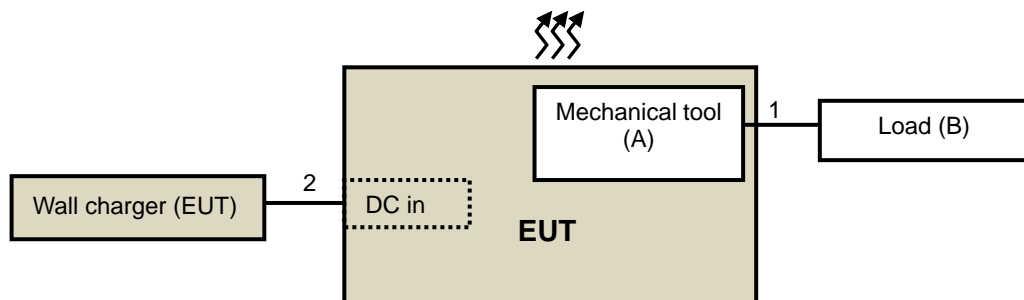 Mechanical tool
(A)
1
Load (B)
2
Wall charger (EUT)
DC in
EUT